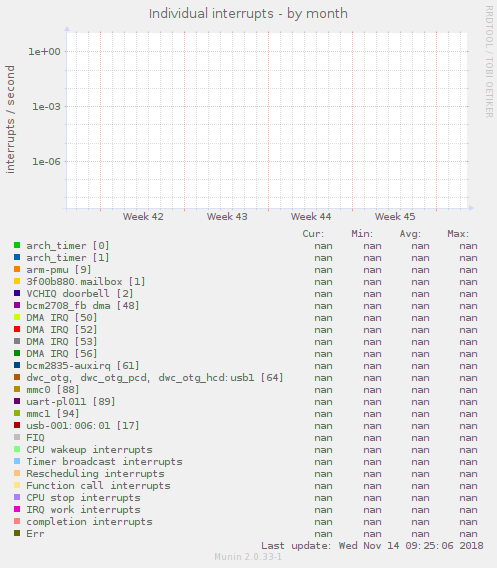 Individual interrupts - by month
RRDTOOL / TOBI OETIKER
interrupts / second
1e+00
1e-03
1e-06
Week 42 Week 43 Week 44 Week 45
Cur: Min: Avg: Max:
arch_timer [0] nan nan nan nan
arch_timer [1] nan nan nan nan
arm-pmu [9] nan nan nan nan
3f00b880.mailbox [1] nan nan nan nan
VCHIQ doorbell [2] nan nan nan nan
bcm2708_fb dma [48] nan nan nan nan
DMA IRQ [50] nan nan nan nan
DMA IRQ [52] nan nan nan nan
DMA IRQ [53] nan nan nan nan
DMA IRQ [56] nan nan nan nan
bcm2835-auxirq [61] nan nan nan nan
dwc_otg, dwc_otg_pcd, dwc_otg_hcd:usb1 [64] nan nan nan nan
mmc0 [88] nan nan nan nan
uart-pl011 [89] nan nan nan nan
mmc1 [94] nan nan nan nan
usb-001:006:01 [17] nan nan nan nan
FIQ nan nan nan nan
CPU wakeup interrupts nan nan nan nan
Timer broadcast interrupts nan nan nan nan
Rescheduling interrupts nan nan nan nan
Function call interrupts nan nan nan nan
CPU stop interrupts nan nan nan nan
IRQ work interrupts nan nan nan nan
completion interrupts nan nan nan nan
Err nan nan nan nan
Last update: Wed Nov 14 09:25:06 2018
Munin 2.0.33-1